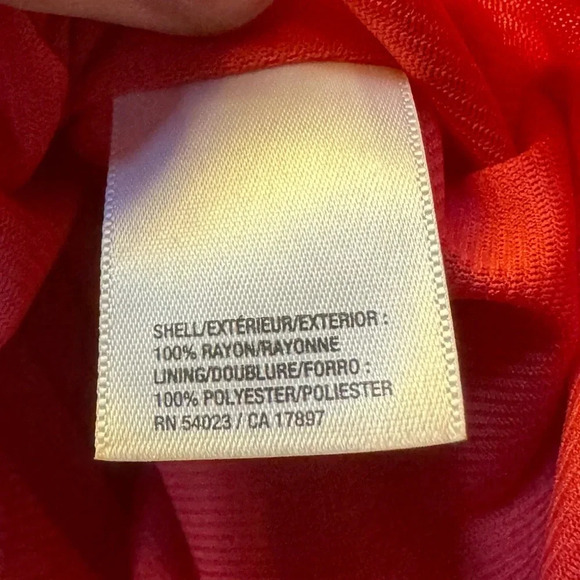 SHELL/EXTÉRIEUR/EXTERIOR :
100% RAYON/RAYONNE
LINING/DOUBLURE/FORRO :
100% POLYESTER/POLIESTER
RN 54023 / CA 17897